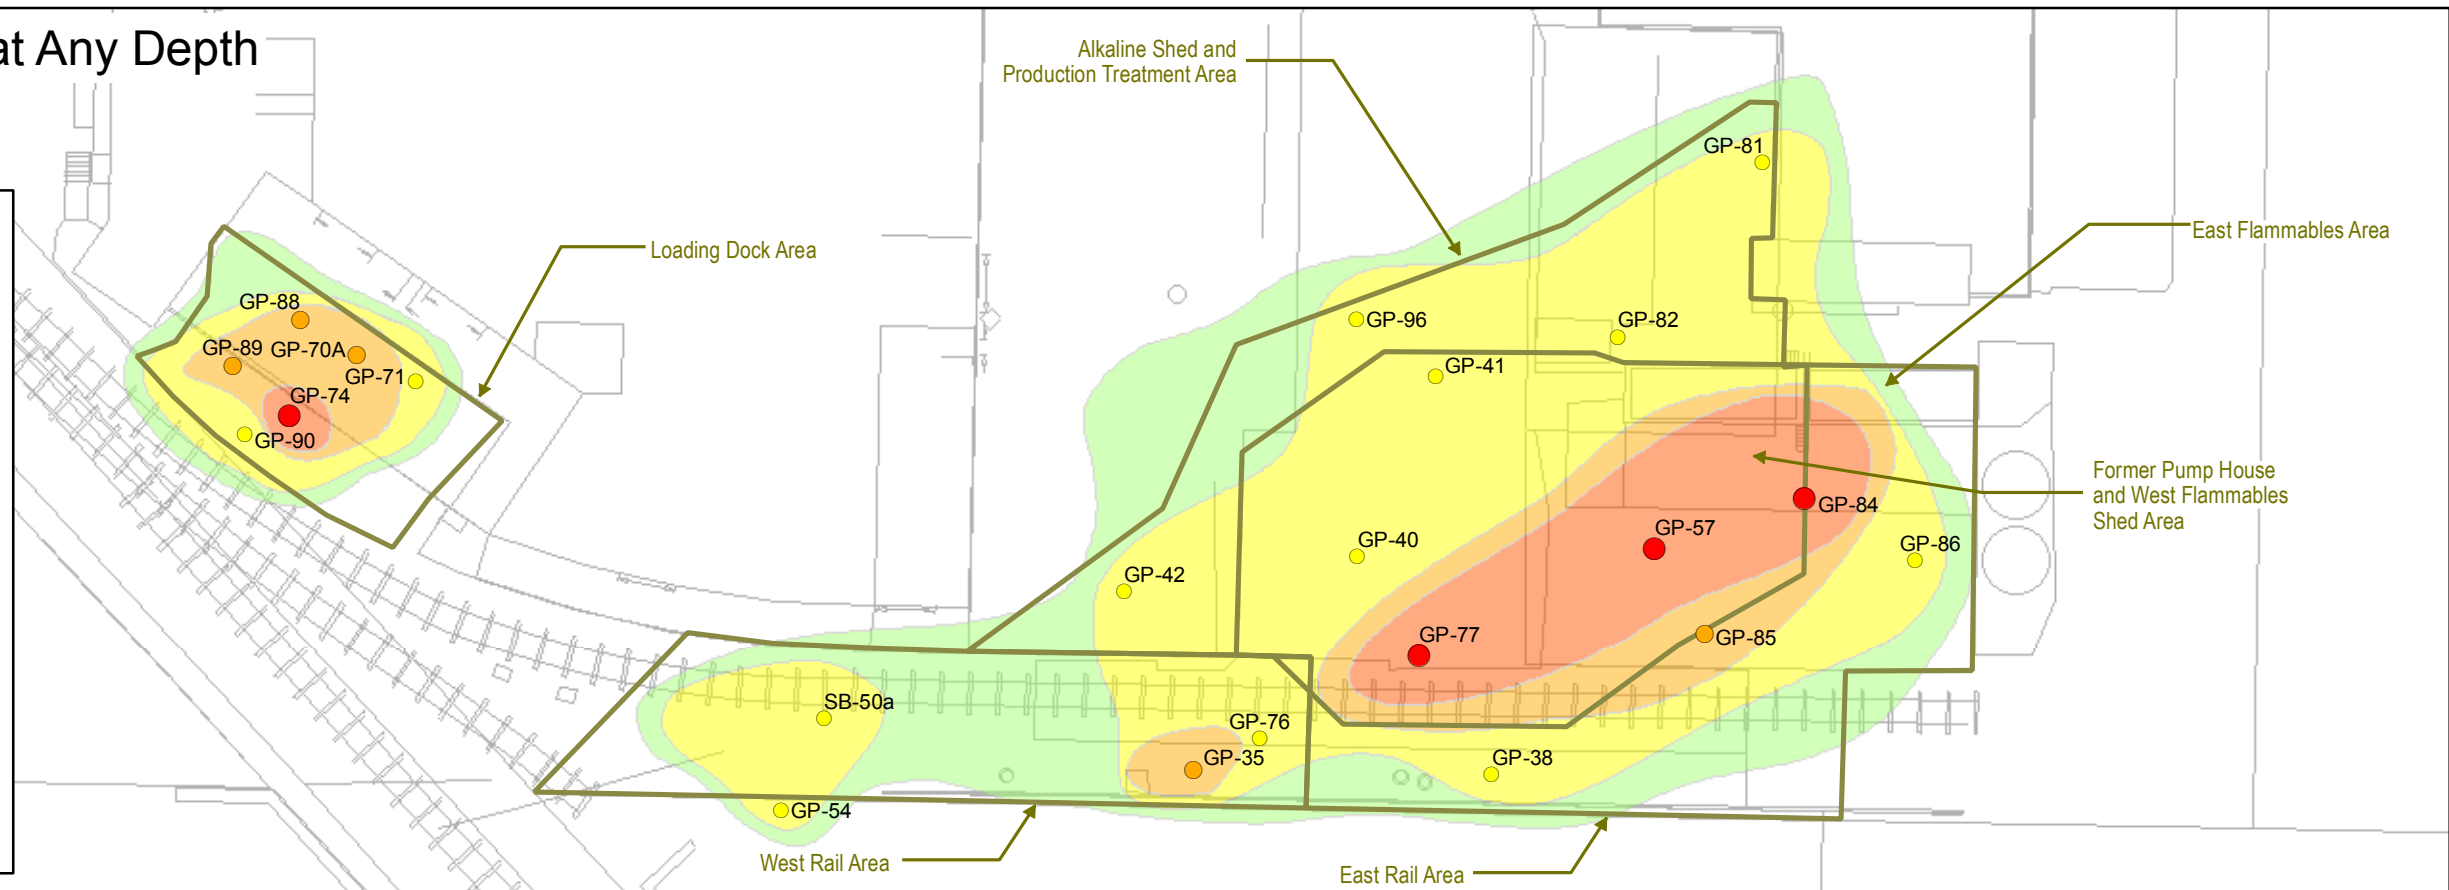 at Any Depth
Alkaline Shed and
Production Treatment Area
GP-81
East Flammables Area
Loading Dock Area
GP-88
GP-96
GP-82
GP-89
GP-70A
GP-41
GP-71
GP-74
GP-90
Former Pump House
and West Flammables
Shed Area
GP-84
GP-57
GP-40
GP-86
GP-42
GP-77
GP-85
SB-50a
GP-76
GP-35
GP-38
GP-54
West Rail Area
East Rail Area